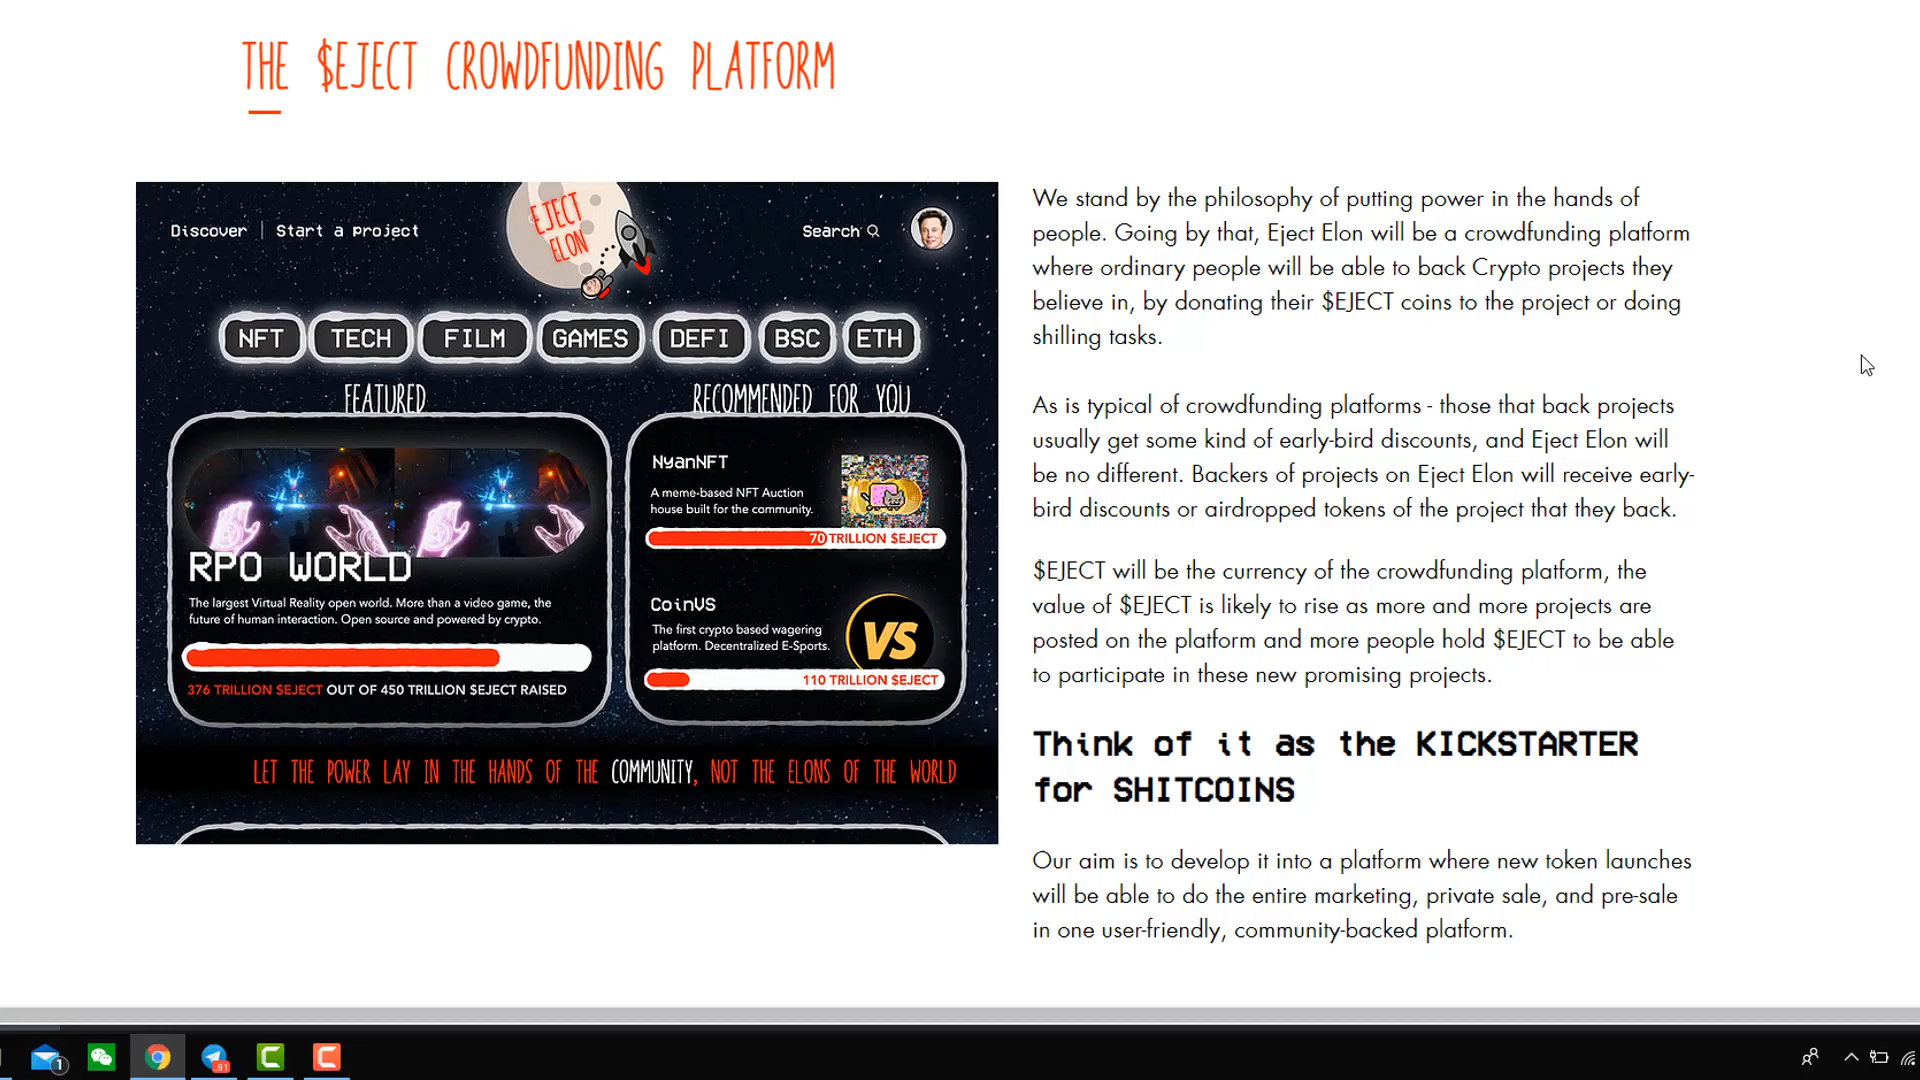 THE $EJECT CROWDFUNDING PLATFORM
Discover | Start a project
EJECT
ELON
Search
NFT TECH FILM GAMES DEFI BSC ETH
FEATURED
RECOMMENDED FOR YOU
RPO WORLD
The largest Virtual Reality open world. More than a video game, the
future of human interaction. Open source and powered by crypto.
376 TRILLION $EJECT OUT OF 450 TRILLION $EJECT RAISED
NyanNFT
A meme-based NFT Auction
house built for the community.
70 TRILLION $EJECT
CoinVS
The first crypto based wagering
platform. Decentralized E-Sports.
VS
110 TRILLION $EJECT
LET THE POWER LAY IN THE HANDS OF THE COMMUNITY, NOT THE ELONS OF THE WORLD
We stand by the philosophy of putting power in the hands of
people. Going by that, Eject Elon will be a crowdfunding platform
where ordinary people will be able to back Crypto projects they
believe in, by donating their $EJECT coins to the project or doing
shilling tasks.
As is typical of crowdfunding platforms - those that back projects
usually get some kind of early-bird discounts, and Eject Elon will
be no different. Backers of projects on Eject Elon will receive early-
bird discounts or airdropped tokens of the project that they back.
$EJECT will be the currency of the crowdfunding platform, the
value of $EJECT is likely to rise as more and more projects are
posted on the platform and more people hold $EJECT to be able
to participate in these new promising projects.
Think of it as the KICKSTARTER
for SHITCOINS
Our aim is to develop it into a platform where new token launches
will be able to do the entire marketing, private sale, and pre-sale
in one user-friendly, community-backed platform.
1
91